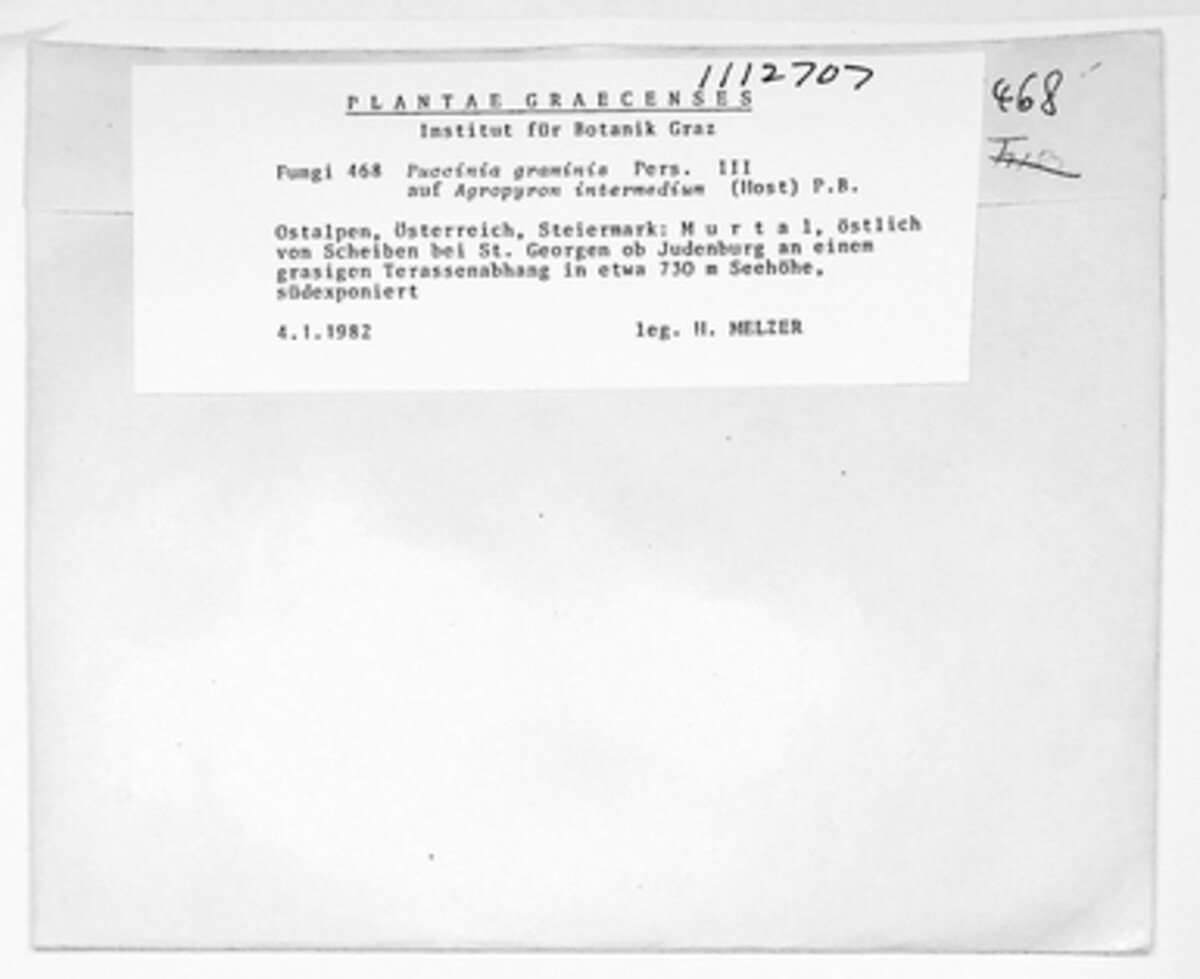 1112707
PLANTAE GRAECENSES
Institut für Botanik Graz
468
Fungi 468 Puccinia graminis Pers. III
auf Agropyron intermedium (Host) P.B.
Ostalpen, Österreich, Steiermark: M u r t a l, östlich
von Scheiben bei St. Georgen ob Judenburg an einem
grasigen Terassenabhang in etwa 730 m Seehöhe,
südexponiert
4.1.1982 leg. H. MELZER